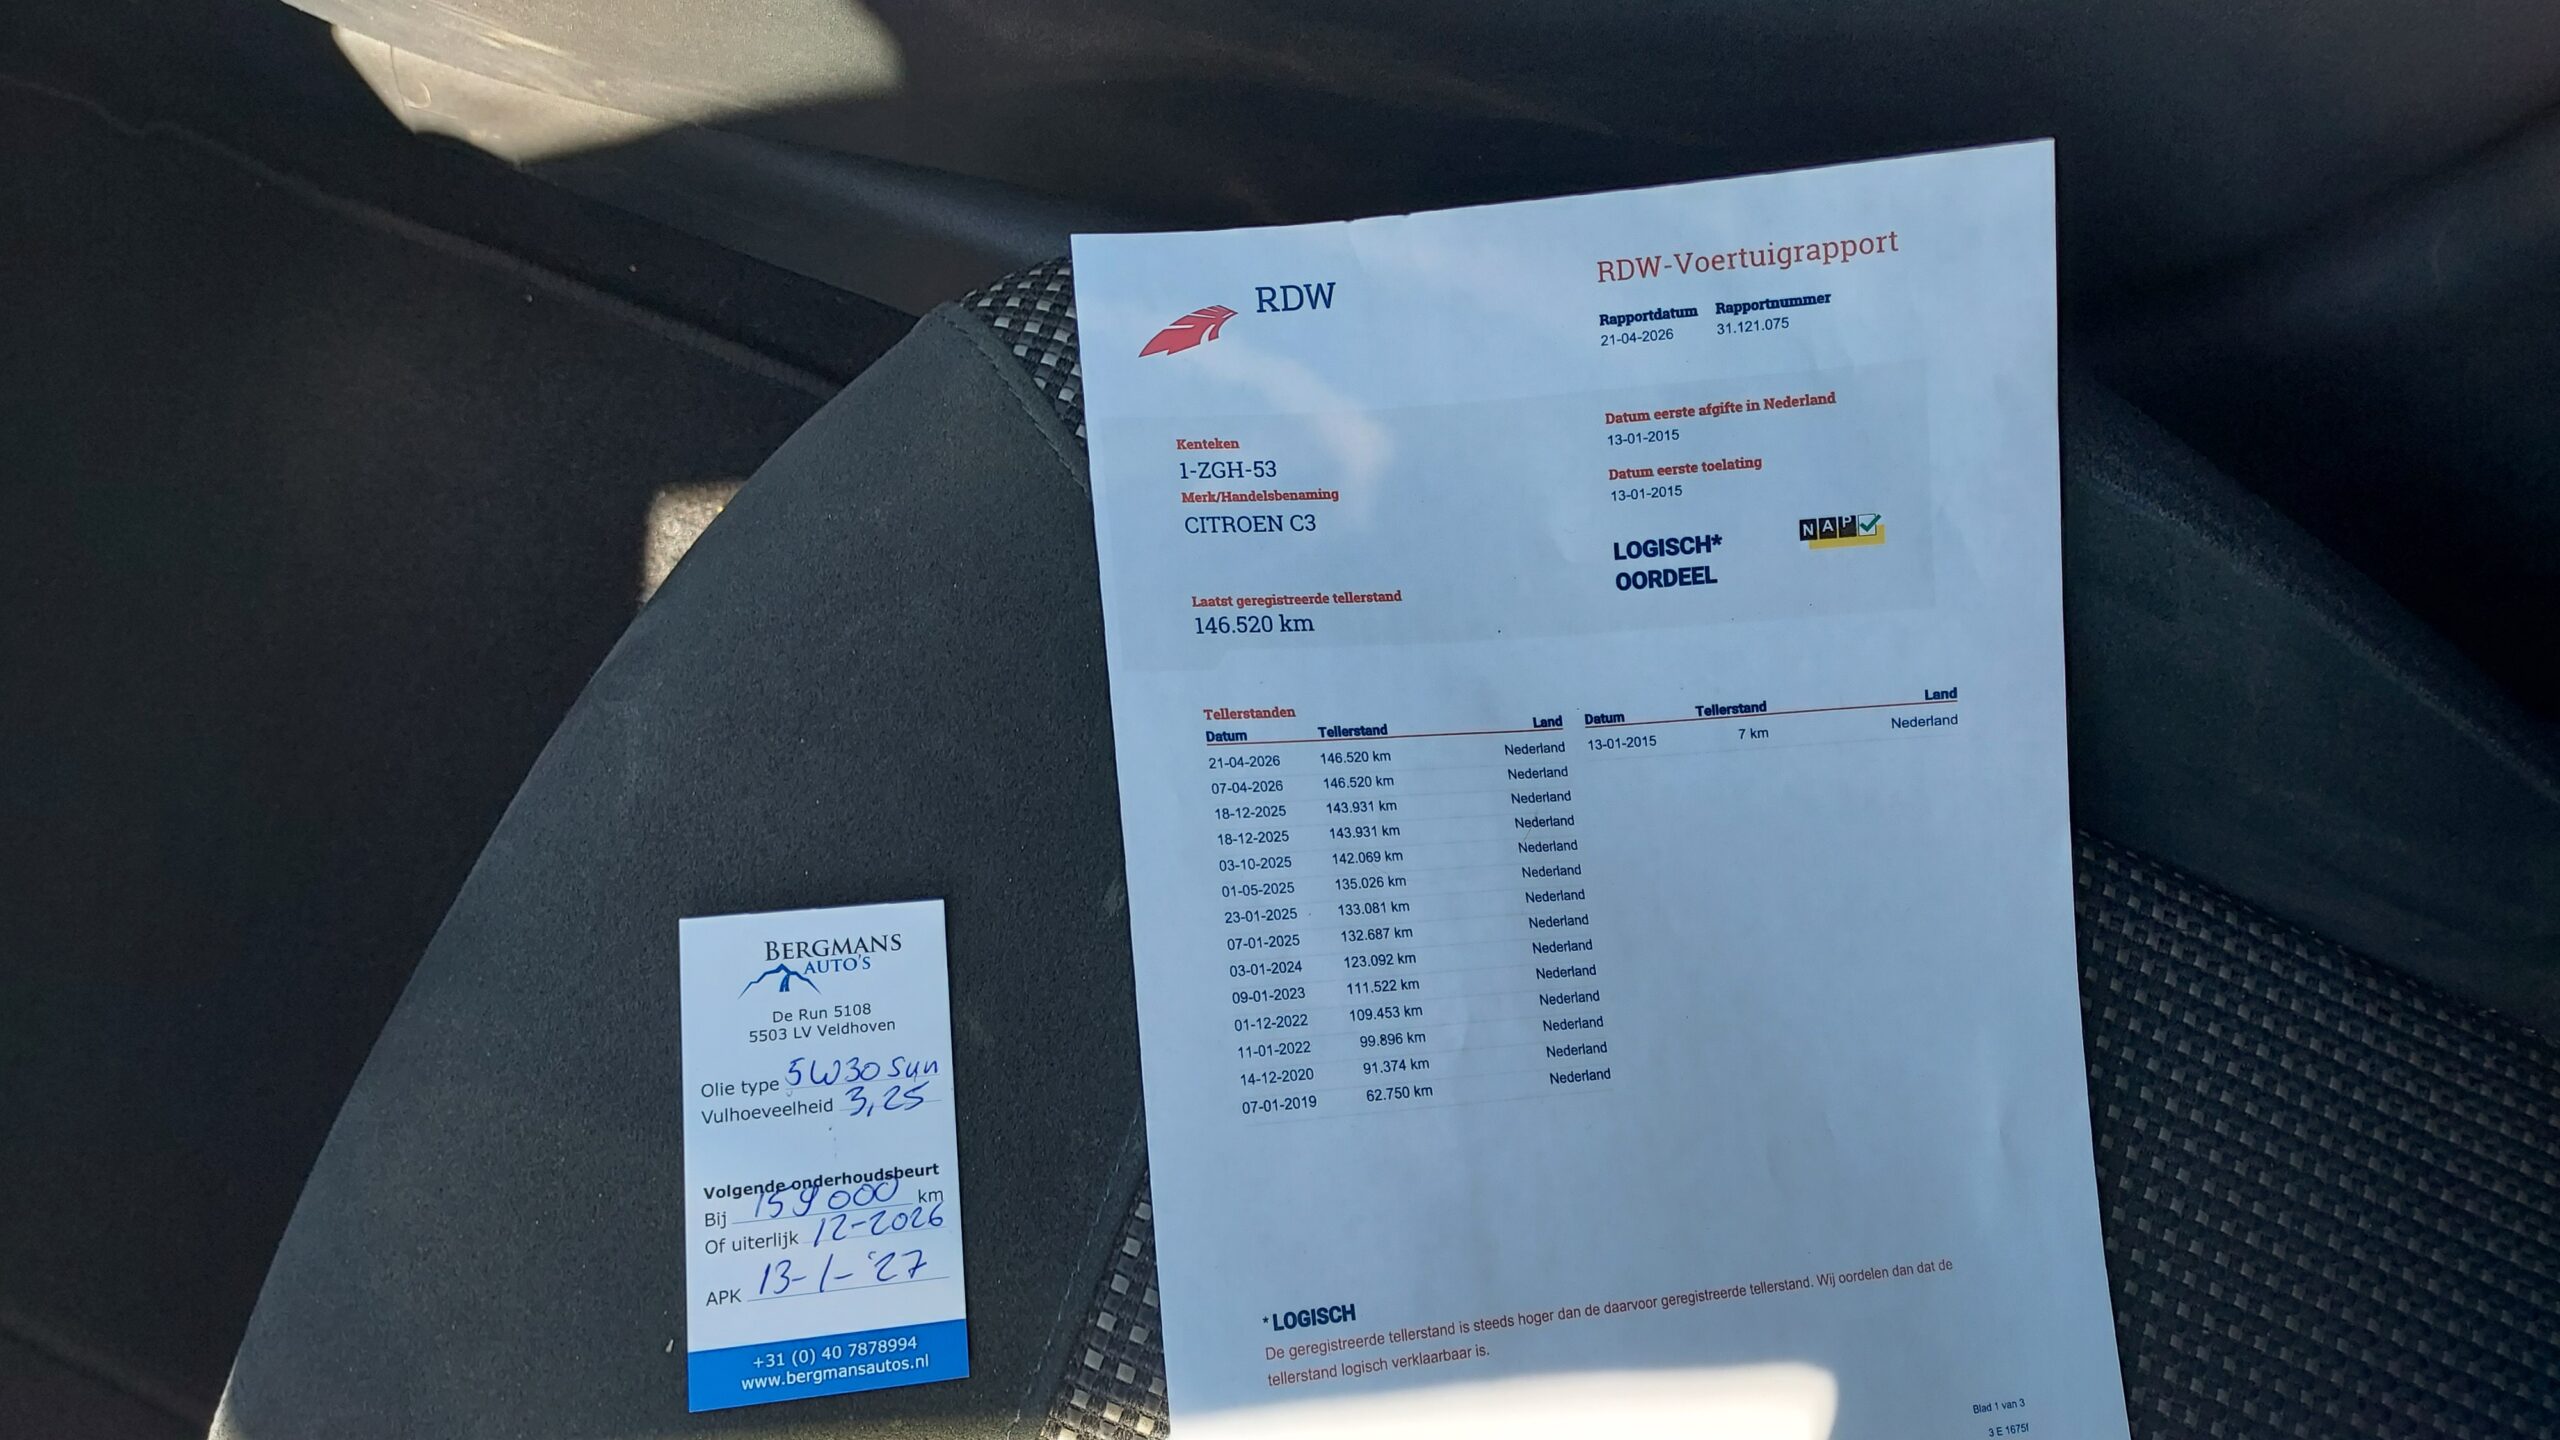 RDW
RDW-Voertuigrapport
Rapportdatum Rapportnummer
21-04-2026 31.121.075
Kenteken
1-ZGH-53
Merk/Handelsbenaming
CITROEN C3
Laatst geregistreerde tellerstand
146.520 km
Datum eerste afgifte in Nederland
13-01-2015
Datum eerste toelating
13-01-2015
LOGISCH*
OORDEEL
NAP
Tellerstanden
Datum Tellerstand Land
21-04-2026 146.520 km Nederland
07-04-2026 146.520 km Nederland
18-12-2025 143.931 km Nederland
18-12-2025 143.931 km Nederland
03-10-2025 142.069 km Nederland
01-05-2025 135.026 km Nederland
23-01-2025 133.081 km Nederland
07-01-2025 132.687 km Nederland
03-01-2024 123.092 km Nederland
09-01-2023 111.522 km Nederland
01-12-2022 109.453 km Nederland
11-01-2022 99.896 km Nederland
14-12-2020 91.374 km Nederland
07-01-2019 62.750 km Nederland
Datum Tellerstand Land
13-01-2015 7 km Nederland
* LOGISCH
De geregistreerde tellerstand is steeds hoger dan de daarvoor geregistreerde tellerstand. Wij oordelen dan dat de
tellerstand logisch verklaarbaar is.
Blad 1 van 3
3 E 1675f
BERGMANS
AUTO'S
De Run 5108
5503 LV Veldhoven
Olie type 5W30 Syn
Vulhoeveelheid 3,25
Volgende onderhoudsbeurt
Bij 159000 km
Of uiterlijk 12-2026
APK 13-1-'27
+31 (0) 40 7878994
www.bergmansautos.nl